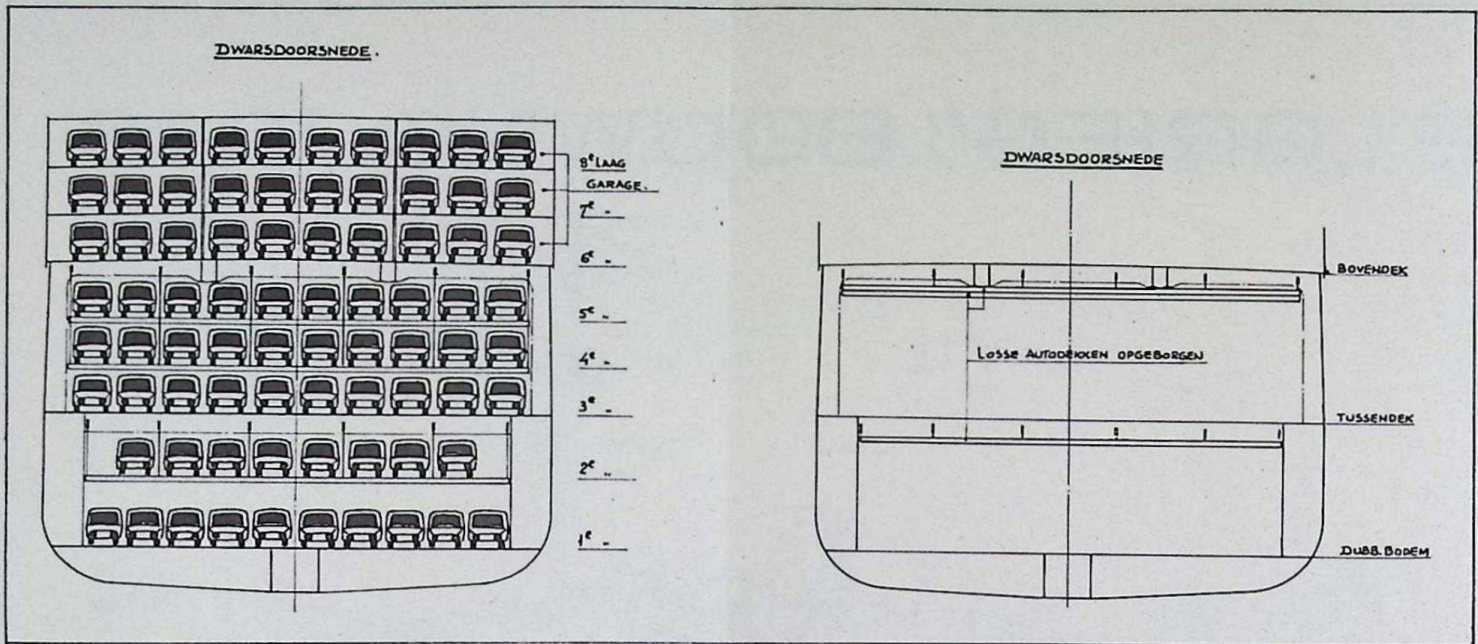 DWARSDOORSNEDE.
8e LAAG
GARAGE.
7e „
6e „
5e „
4e „
3e „
2e „
1e „
DWARSDOORSNEDE
BOVENDEK
LOSSE AUTODEKKEN OPGEBORGEN
TUSSENDEK
DUBB. BODEM